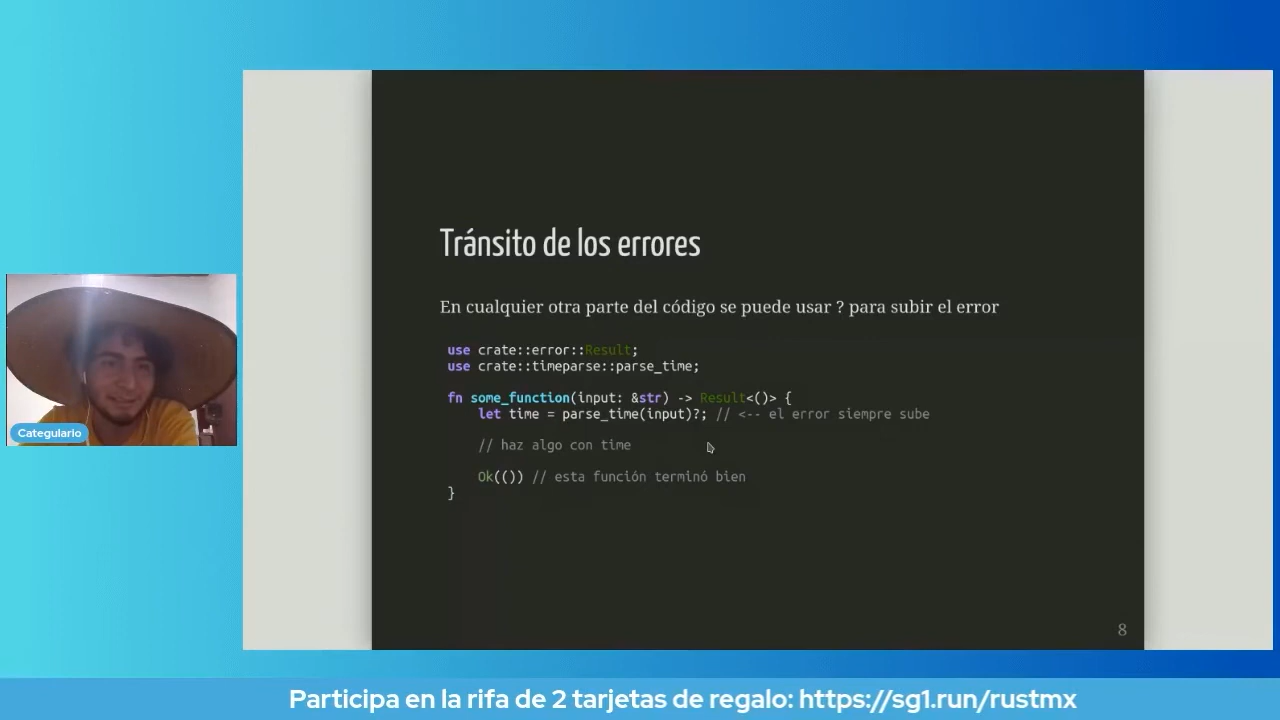 Tránsito de los errores
En cualquier otra parte del código se puede usar ? para subir el error
use crate::error::Result;
use crate::timeparse::parse_time;
fn some_function(input: &str) -> Result<()> {
    let time = parse_time(input)?; // <-- el error siempre sube
    // haz algo con time
    Ok(()) // esta función terminó bien
}
8
Categulario
Participa en la rifa de 2 tarjetas de regalo: https://sg1.run/rustmx